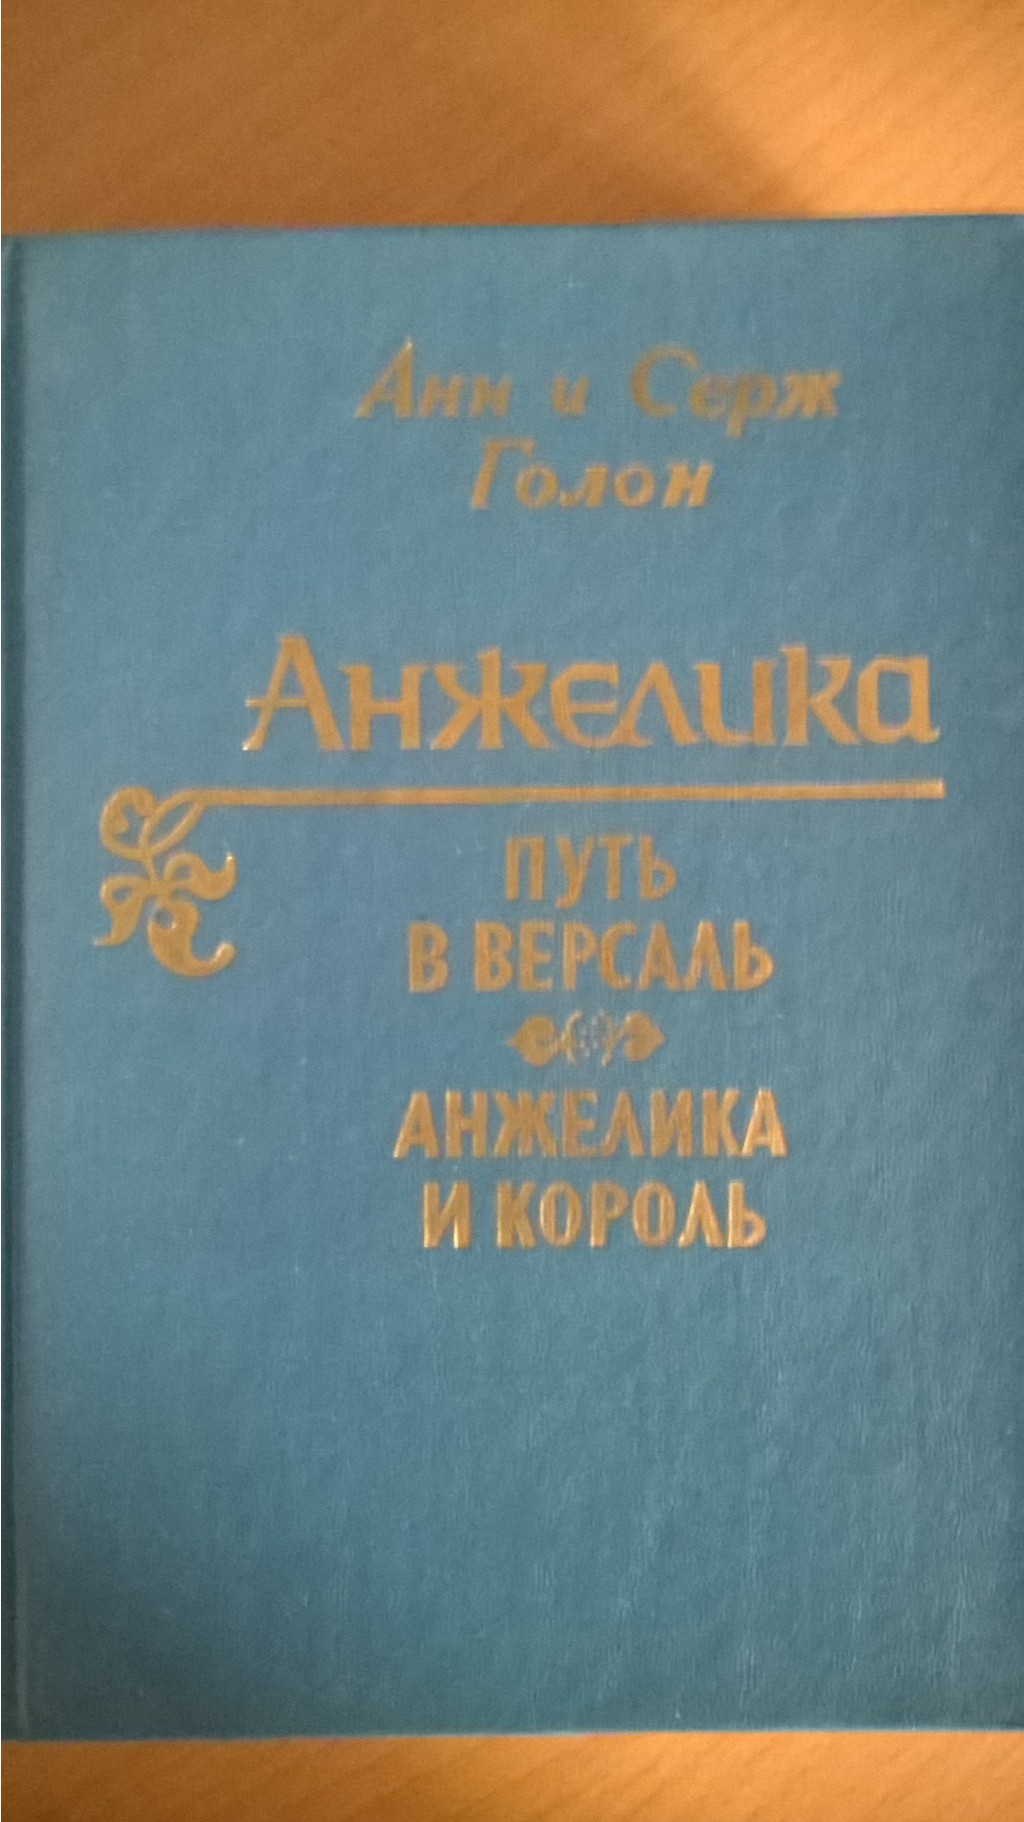 Анн и Серж
Голон
Анжелика
ПУТЬ
В ВЕРСАЛЬ
АНЖЕЛИКА
И КОРОЛЬ